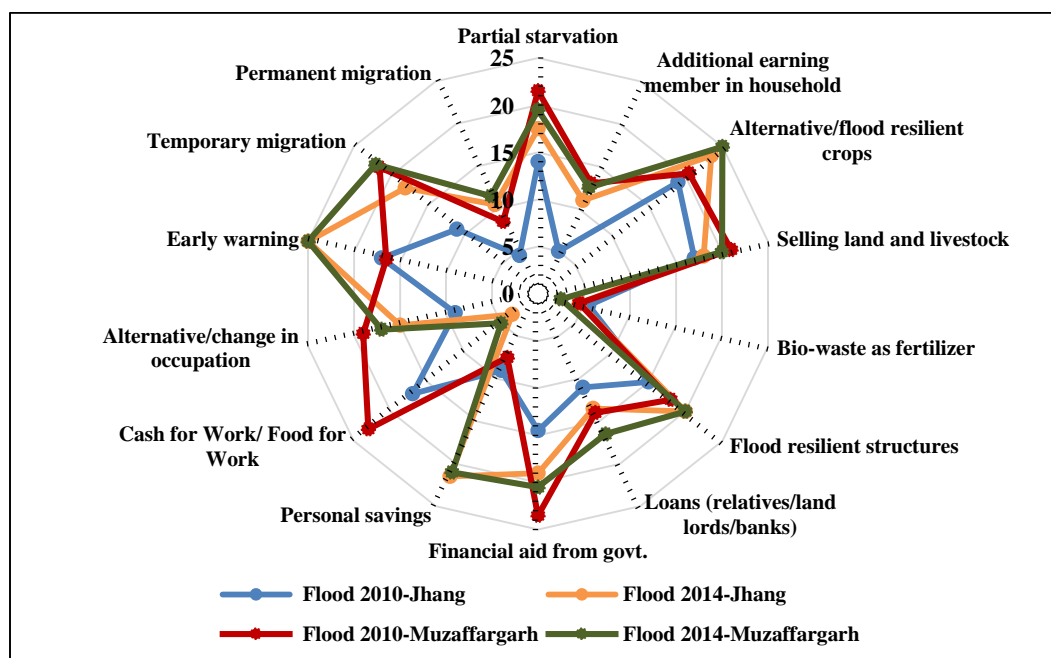 Partial starvation
25
Additional earning
member in household
Permanent migration
20
Alternative/flood resilient
crops
Temporary migration
15
10
Early warning
5
Selling land and livestock
0
Alternative/change in
occupation
Bio-waste as fertilizer
Cash for Work/ Food for
Work
Flood resilient structures
Personal savings
Loans (relatives/land
lords/banks)
Financial aid from govt.
Flood 2010-Jhang
Flood 2014-Jhang
Flood 2010-Muzaffargarh
Flood 2014-Muzaffargarh